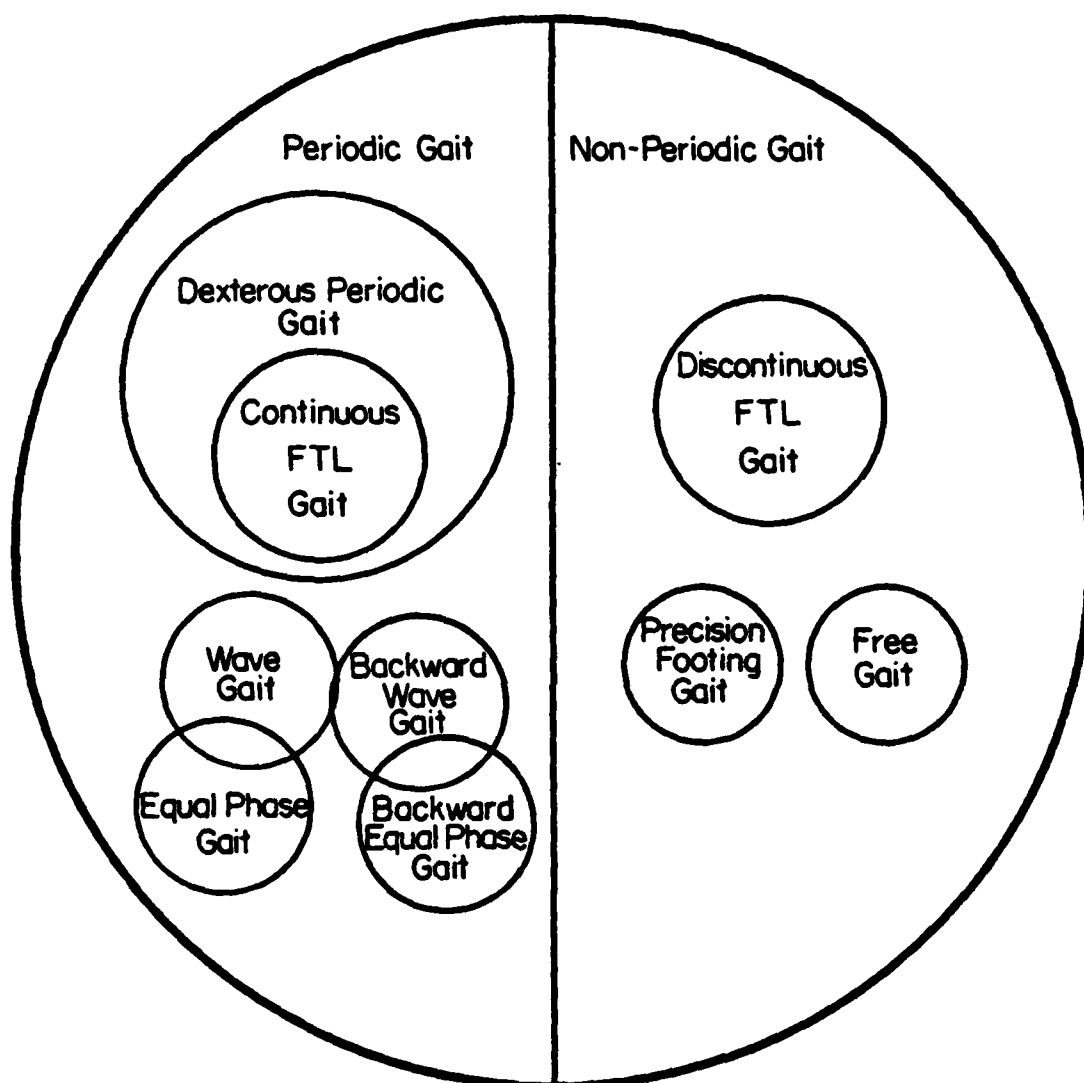 Periodic Gait
Non-Periodic Gait
Dexterous Periodic
Gait
Continuous
FTL
Gait
Discontinuous
FTL
Gait
Wave
Gait
Backward
Wave
Gait
Equal Phase
Gait
Backward
Equal Phase
Gait
Precision
Footing
Gait
Free
Gait